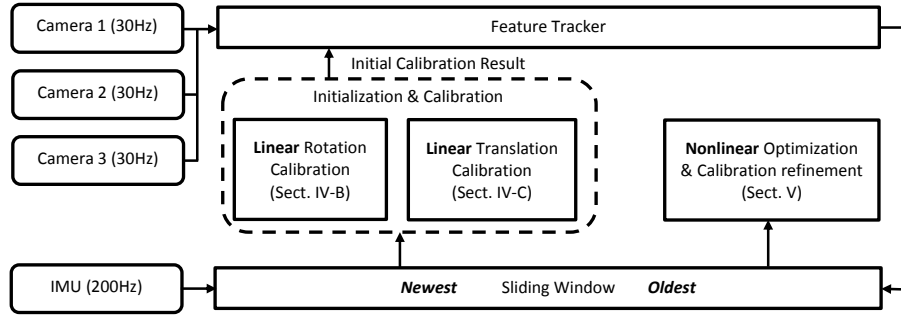 Camera 1 (30Hz)
Feature Tracker
Initial Calibration Result
Camera 2 (30Hz)
Initialization & Calibration
Camera 3 (30Hz)
Linear Rotation
Calibration
(Sect. IV-B)
Linear Translation
Calibration
(Sect. IV-C)
Nonlinear Optimization
& Calibration refinement
(Sect. V)
IMU (200Hz)
Newest Sliding Window Oldest